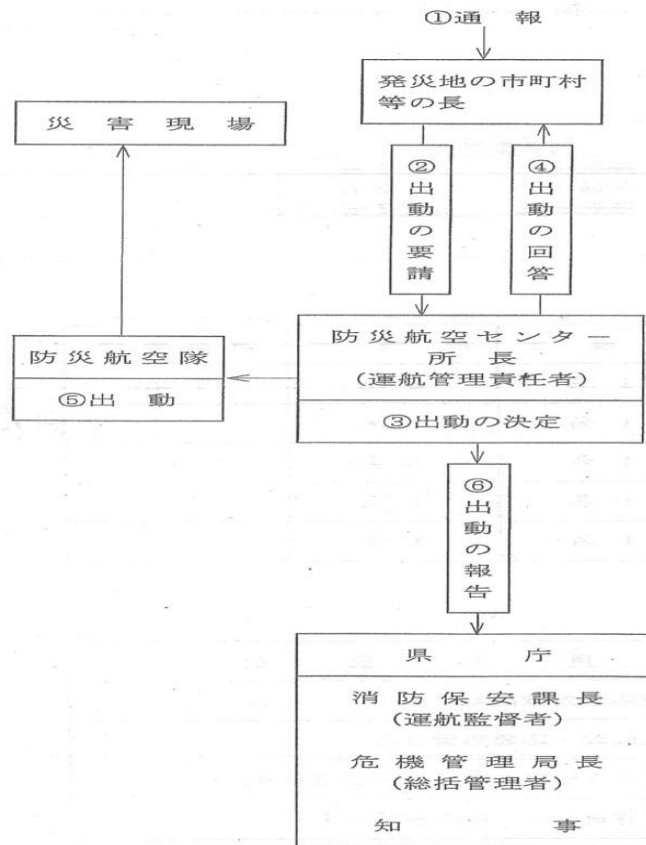 ①通報
発災地の市町村
等の長
災害現場
②出動の要請
④出動の回答
防災航空センター
所長
(運航管理責任者)
③出動の決定
防災航空隊
⑤出動
⑥出動の報告
県庁
消防保安課長
(運航監督者)
危機管理局長
(総括管理者)
知事